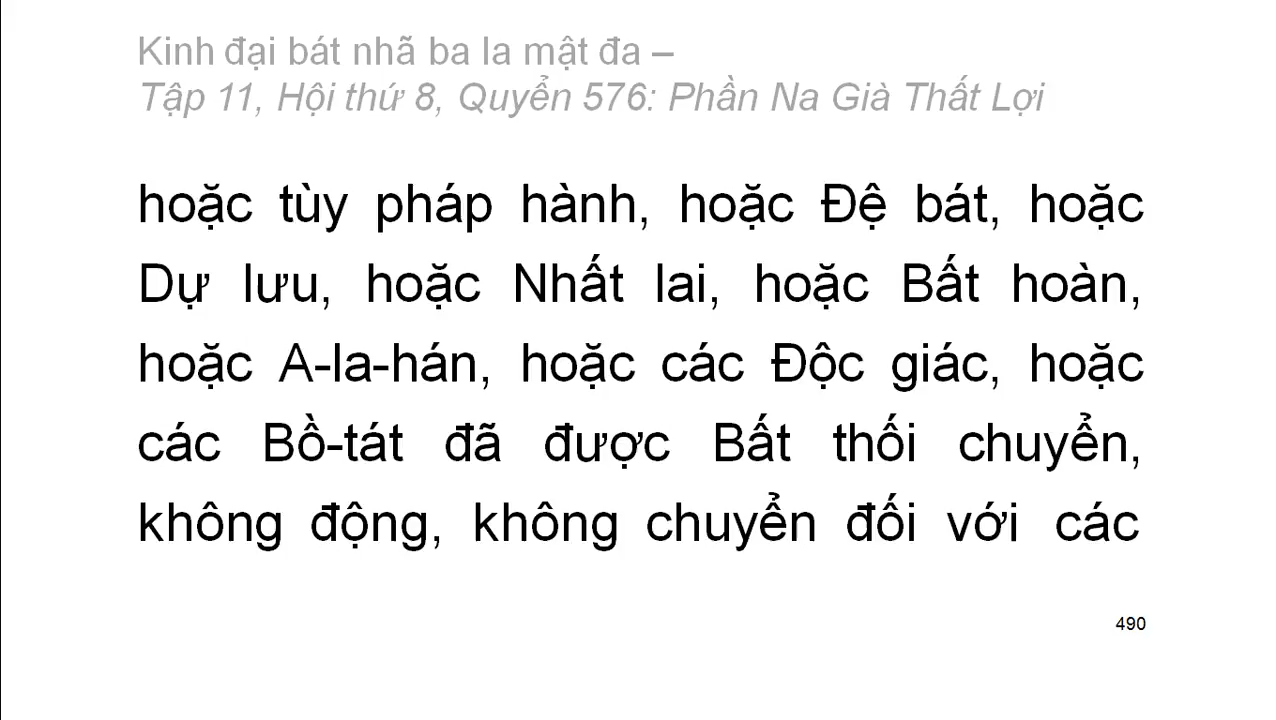 Kinh đại bát nhã ba la mật đa –
Tập 11, Hội thứ 8, Quyển 576: Phần Na Già Thất Lợi
hoặc tùy pháp hành, hoặc Đệ bát, hoặc
Dự lưu, hoặc Nhất lai, hoặc Bất hoàn,
hoặc A-la-hán, hoặc các Độc giác, hoặc
các Bồ-tát đã được Bất thối chuyển,
không động, không chuyển đối với các
490